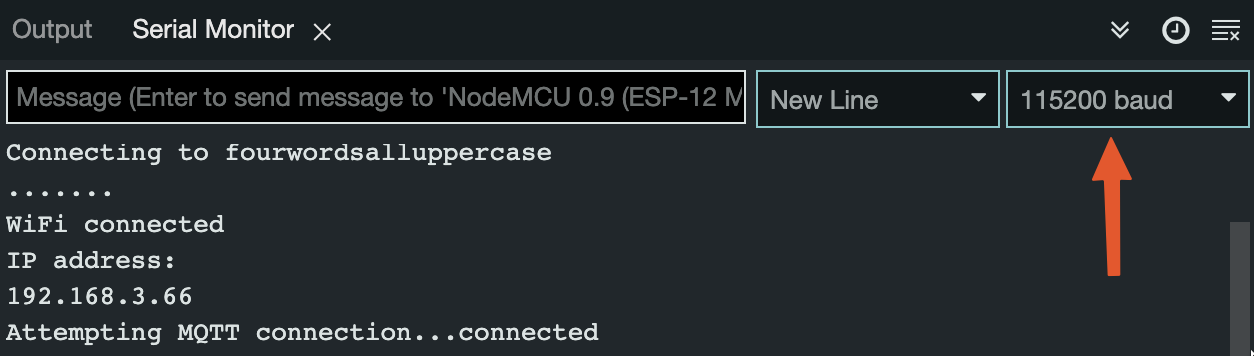 Output Serial Monitor
Message (Enter to send message to 'NodeMCU 0.9 (ESP-12 M New Line 115200 baud
Connecting to fourwordsalluppercase
.......
WiFi connected
IP address:
192.168.3.66
Attempting MQTT connection...connected